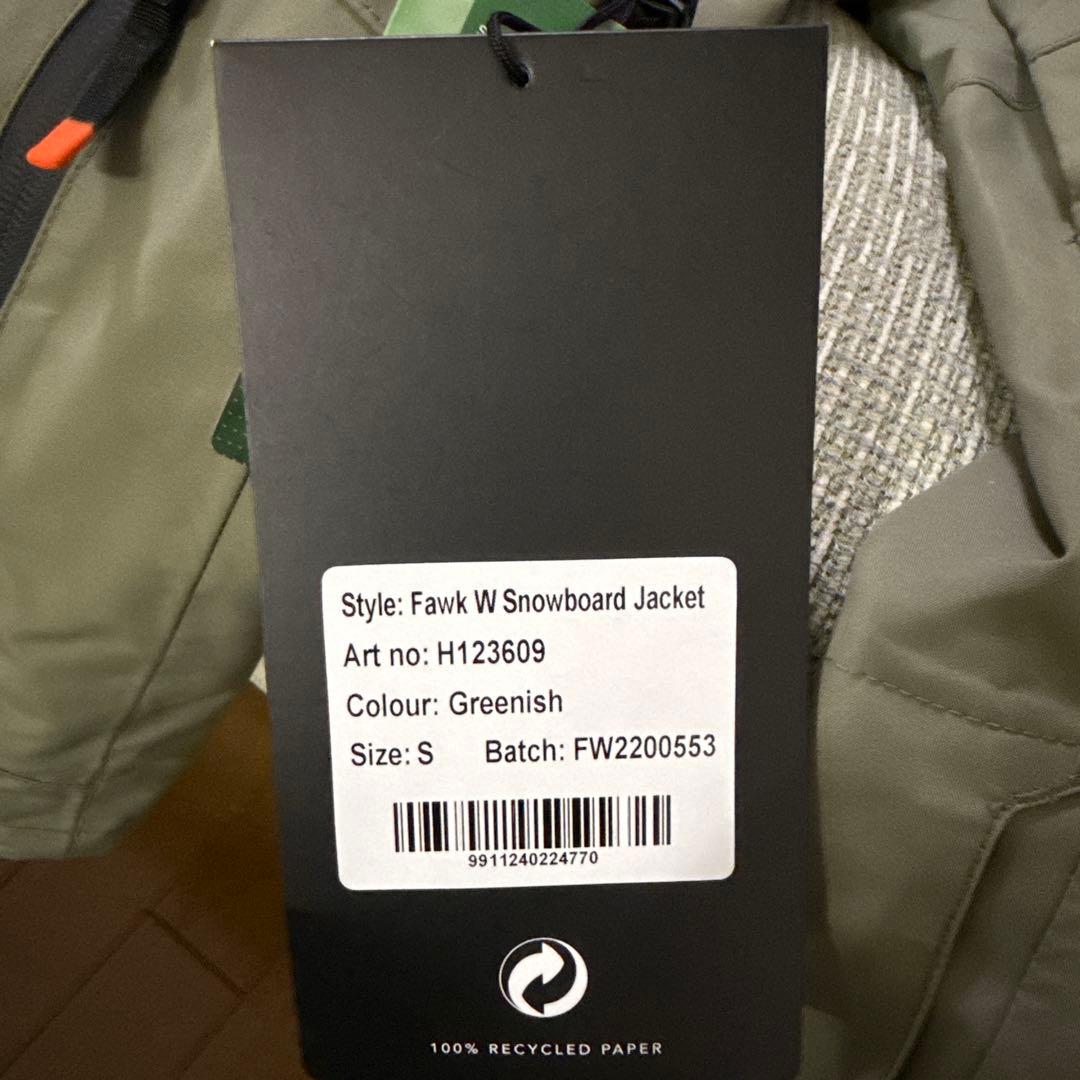 Style: Fawk W Snowboard Jacket
Art no: H123609
Colour: Greenish
Size: S Batch: FW2200553
9911240224770
100% RECYCLED PAPER